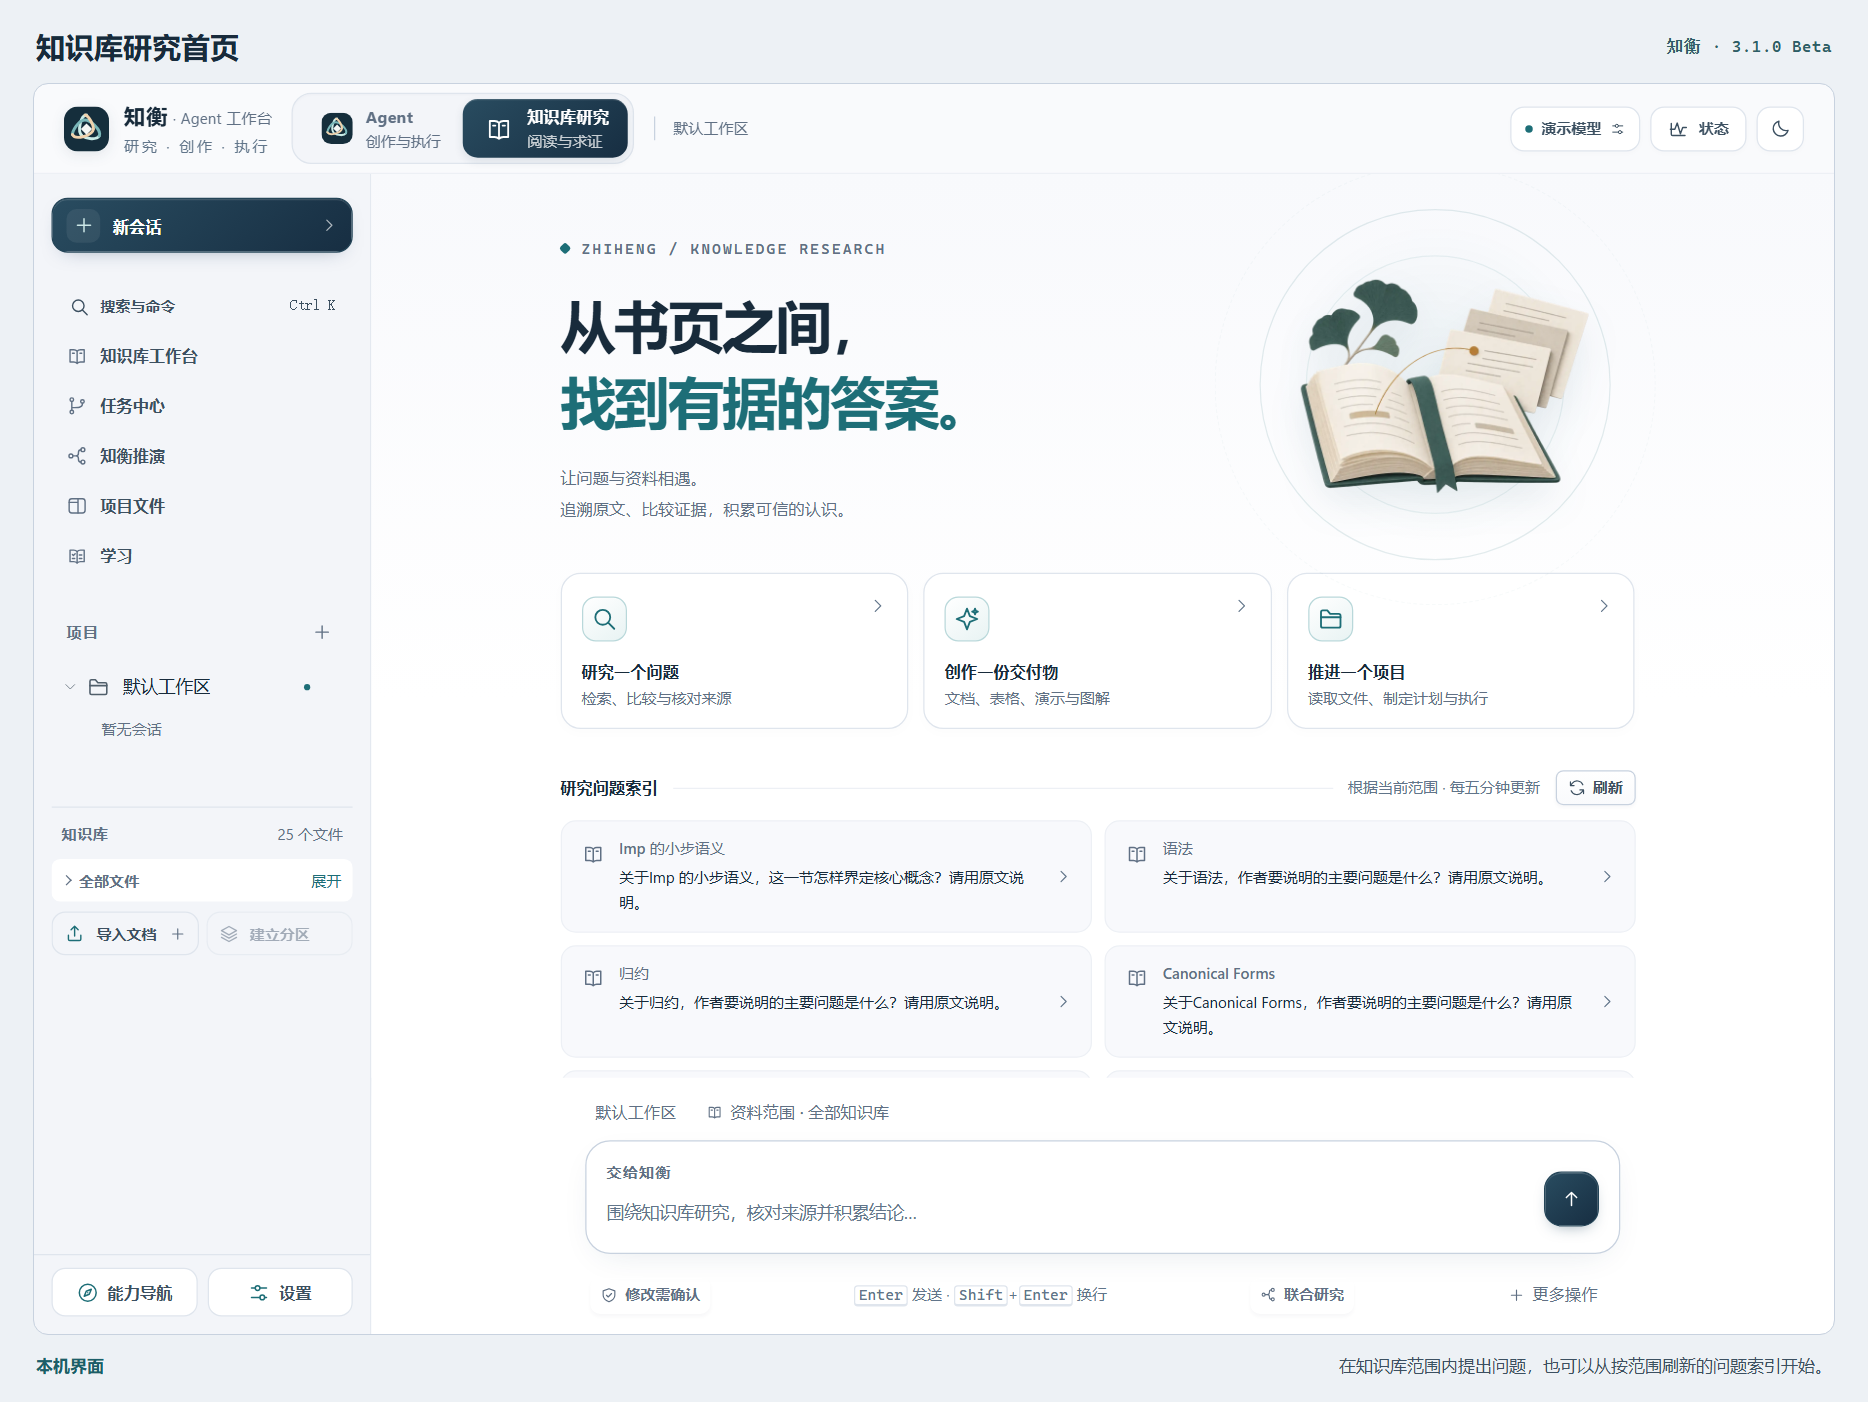 知识库研究首页
知衡 · 3.1.0 Beta
知衡 · Agent 工作台
研究 · 创作 · 执行
Agent
创作与执行
知识库研究
阅读与求证
默认工作区
演示模型
状态
新会话
搜索与命令 Ctrl K
知识库工作台
任务中心
知衡推演
项目文件
学习
项目
默认工作区
暂无会话
知识库 25 个文件
全部文件 展开
导入文档
建立分区
能力导航
设置
ZHIHENG / KNOWLEDGE RESEARCH
从书页之间，
找到有据的答案。
让问题与资料相遇。
追溯原文、比较证据，积累可信的认识。
研究一个问题
检索、比较与核对来源
创作一份交付物
文档、表格、演示与图解
推进一个项目
读取文件、制定计划与执行
研究问题索引
根据当前范围 · 每五分钟更新
刷新
Imp 的小步语义
关于Imp 的小步语义，这一节怎样界定核心概念？请用原文说
明。
语法
关于语法，作者要说明的主要问题是什么？请用原文说明。
归约
关于归约，作者要说明的主要问题是什么？请用原文说明。
Canonical Forms
关于Canonical Forms，作者要说明的主要问题是什么？请用原
文说明。
默认工作区
资料范围 · 全部知识库
交给知衡
围绕知识库研究，核对来源并积累结论...
修改需确认
Enter 发送 · Shift + Enter 换行
联合研究
更多操作
本机界面
在知识库范围内提出问题，也可以从按范围刷新的问题索引开始。